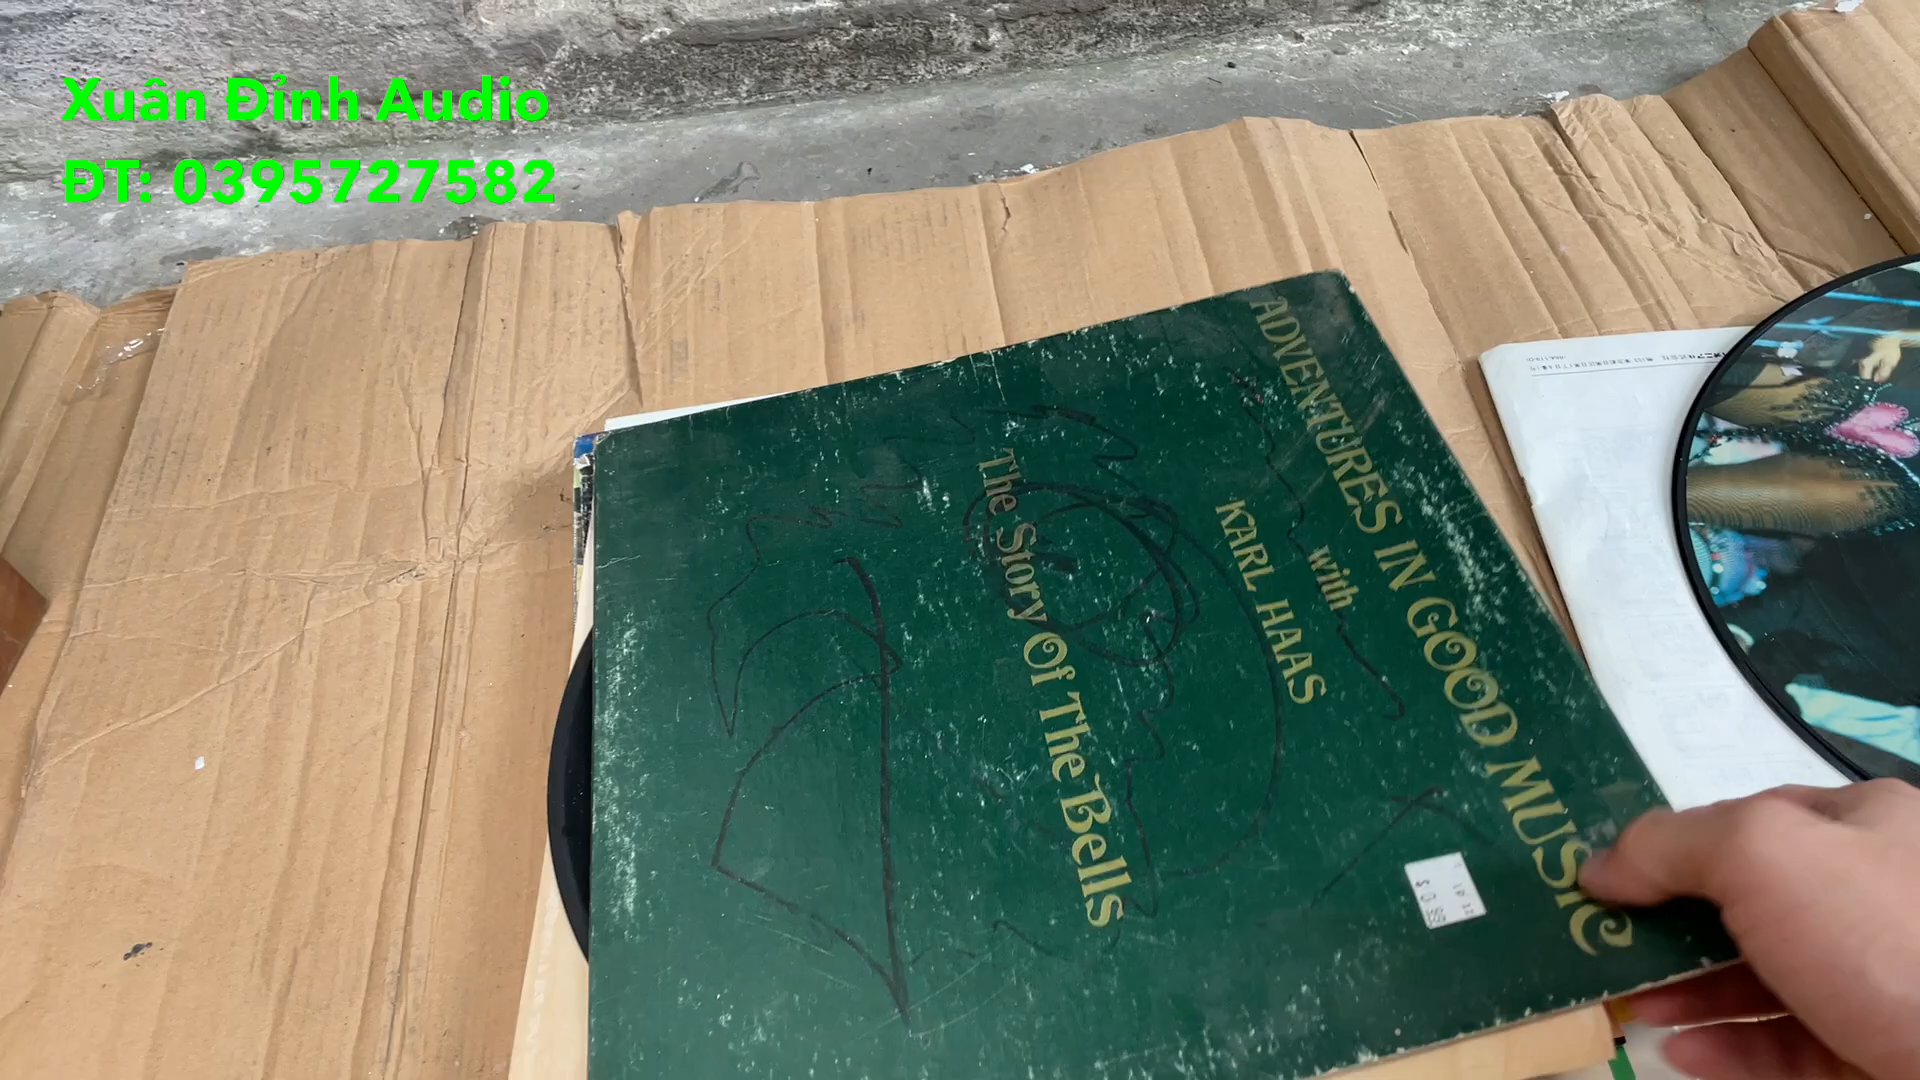 Xuân Đỉnh Audio
ĐT: 0395727582
ADVENTURES IN GOOD MUSIC
with
KARL HAAS
The Story Of The Bells